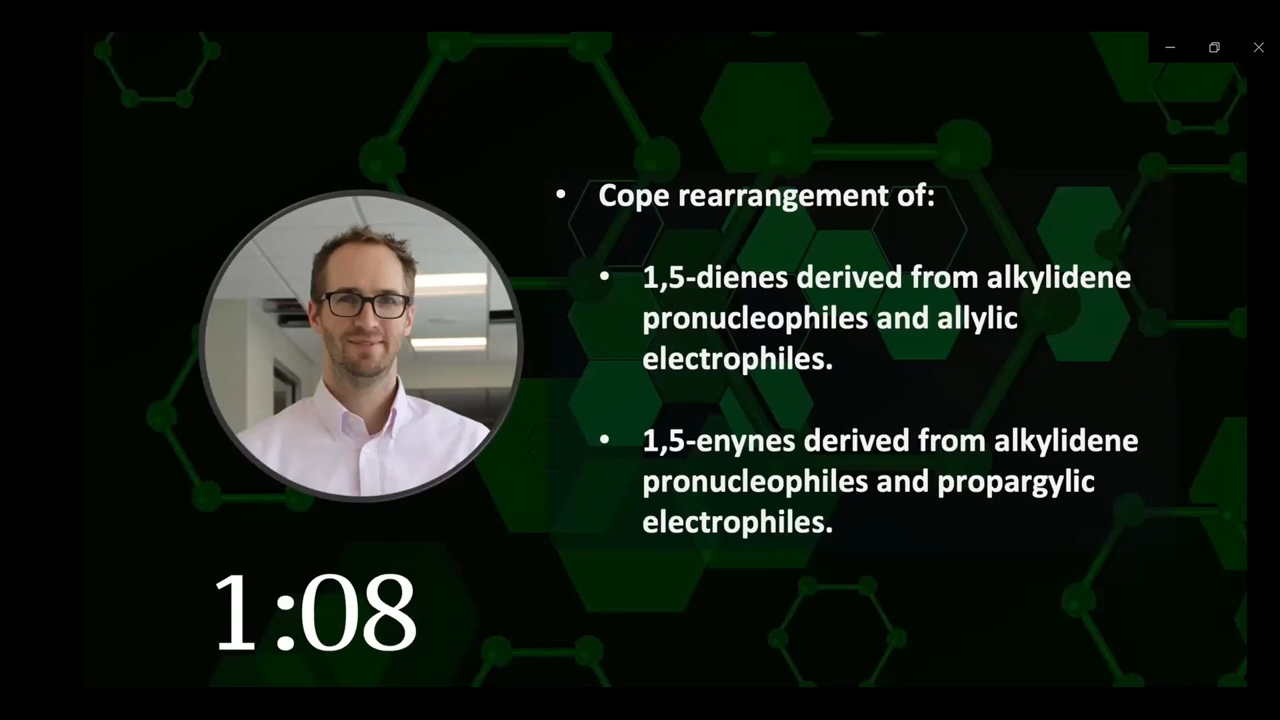 • Cope rearrangement of:
• 1,5-dienes derived from alkylidene
pronucleophiles and allylic
electrophiles.
• 1,5-enynes derived from alkylidene
pronucleophiles and propargylic
electrophiles.
1:08